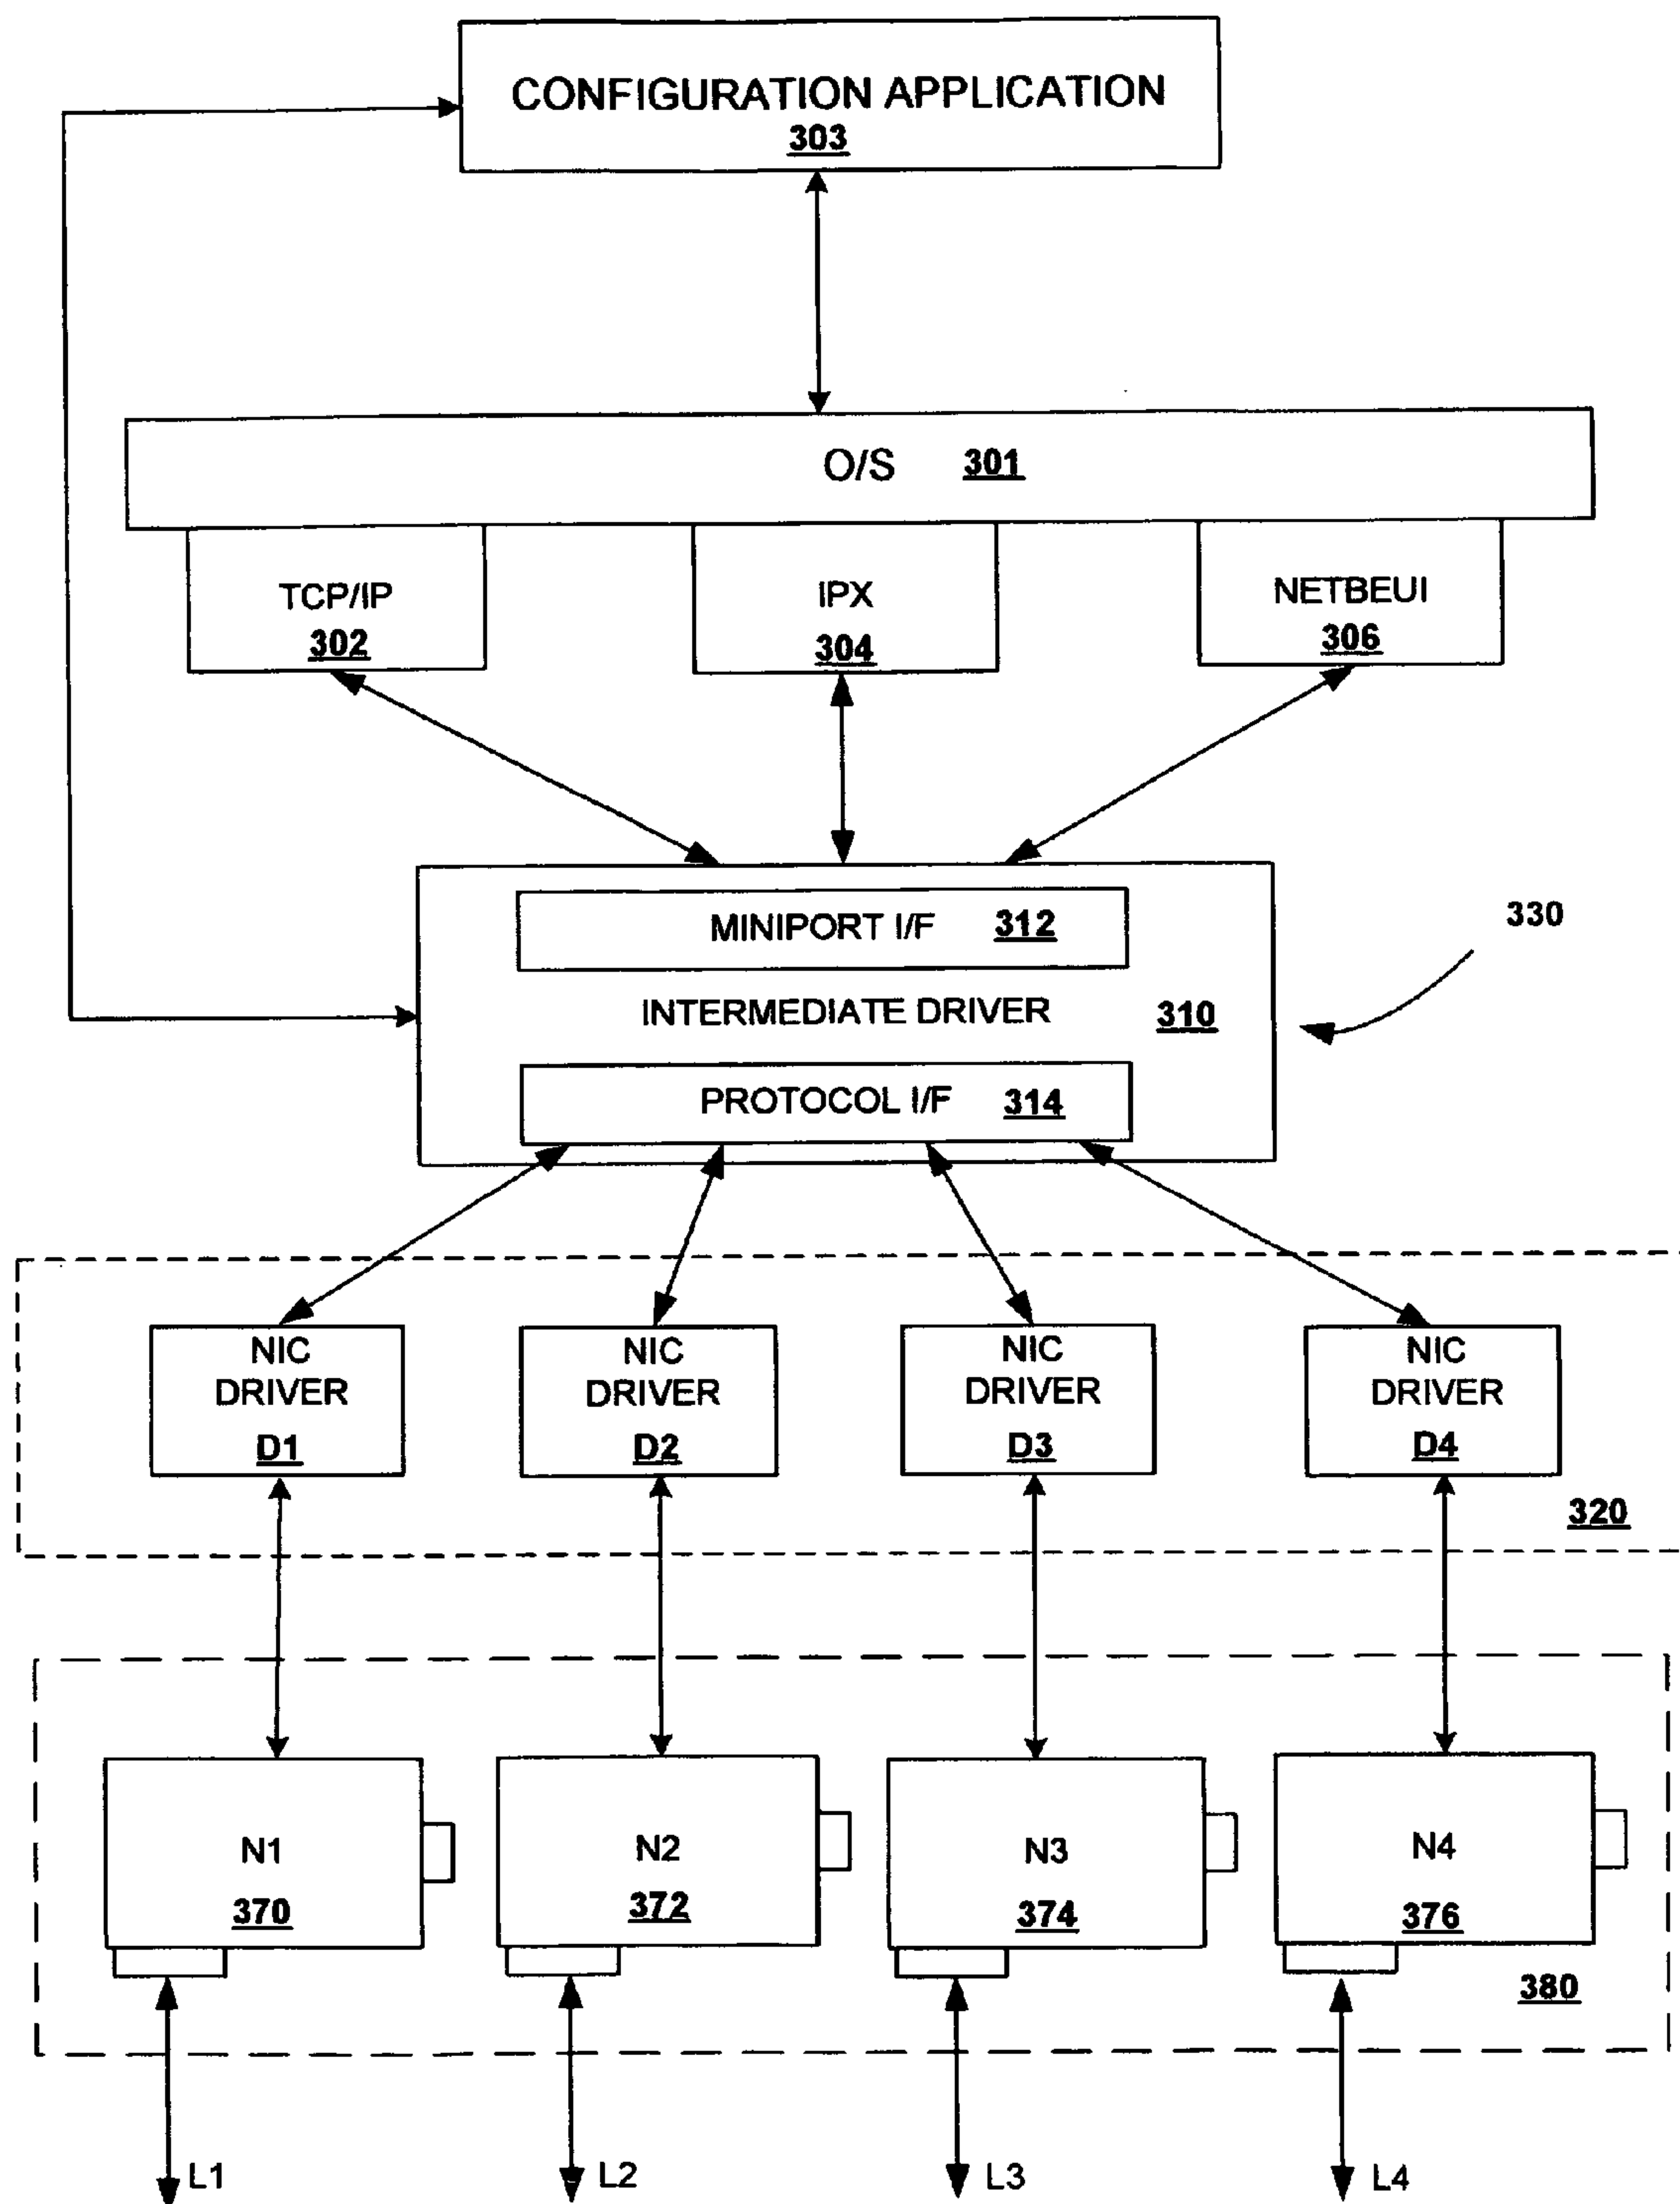 CONFIGURATION APPLICATION
303
O/S 301
TCP/IP
302
IPX
304
NETBEUI
306
MINIPORT I/F 312
330
INTERMEDIATE DRIVER 310
PROTOCOL I/F 314
NIC
DRIVER
D1
NIC
DRIVER
D2
NIC
DRIVER
D3
NIC
DRIVER
D4
320
N1
370
N2
372
N3
374
N4
376
380
L1
L2
L3
L4